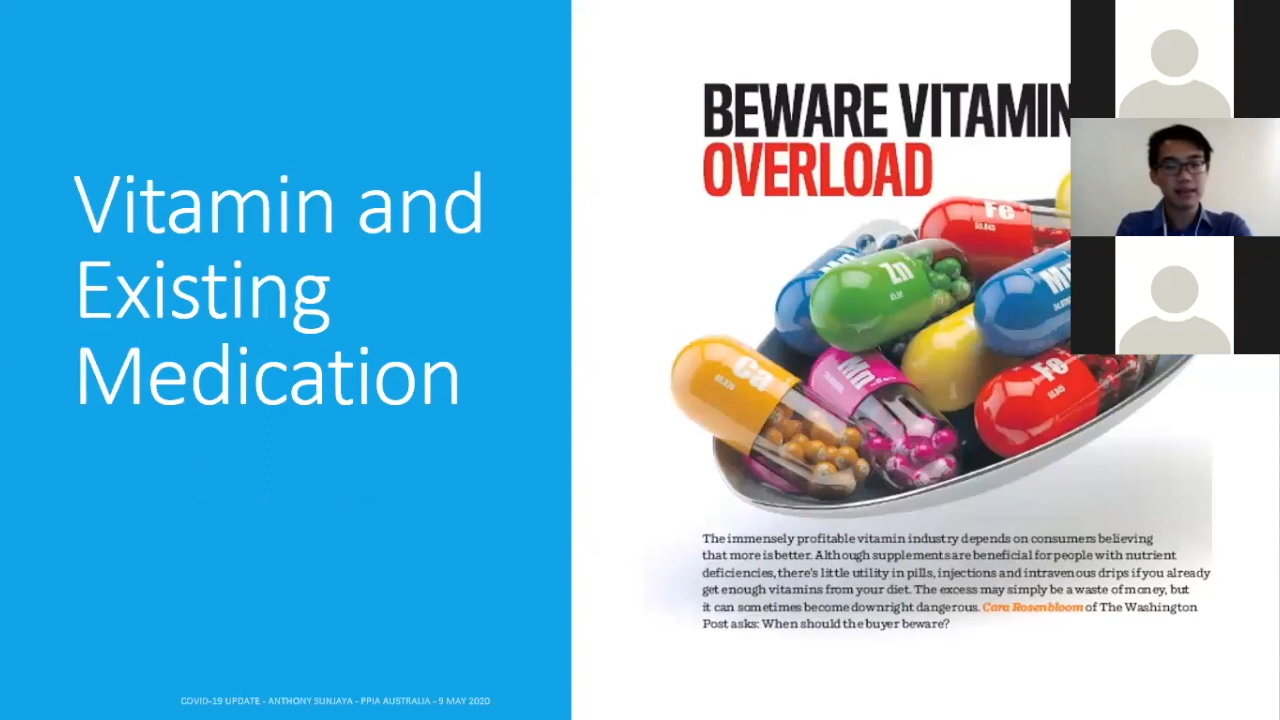 Vitamin and
Existing
Medication
COVID-19 UPDATE - ANTHONY SUNJAYA - PPIA AUSTRALIA - 9 MAY 2020
BEWARE VITAMIN
OVERLOAD
Fe
Zn
Ca
Fe
The immensely profitable vitamin industry depends on consumers believing
that more is better. Although supplements are beneficial for people with nutrient
deficiencies, there's little utility in pills, injections and intravenous drips if you already
get enough vitamins from your diet. The excess may simply be a waste of money, but
it can sometimes become downright dangerous. Cara Rosenbloom of The Washington
Post asks: When should the buyer beware?